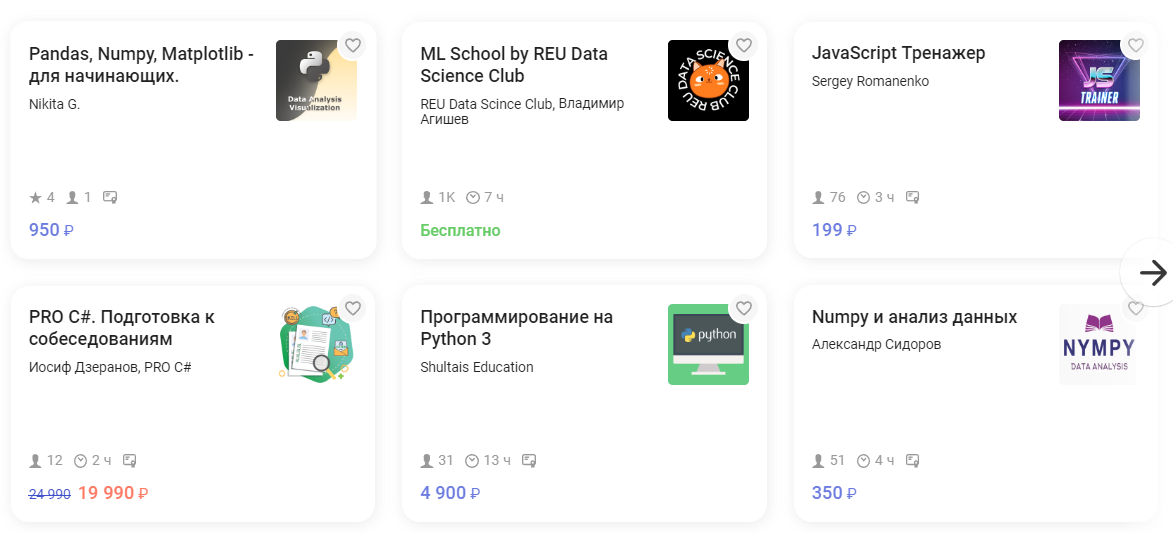 Pandas, Numpy, Matplotlib -
для начинающих.
Nikita G.
Data Analysis
Visualization
4 1
950 ₽
ML School by REU Data
Science Club
REU Data Scince Club, Владимир
Агишев
DATA SCIENCE CLUB REU
1K 7 ч
Бесплатно
JavaScript Тренажер
Sergey Romanenko
JS
TRAINER
76 3 ч
199 ₽
PRO C#. Подготовка к
собеседованиям
Иосиф Дзеранов, PRO C#
12 2 ч
24 990 19 990 ₽
Программирование на
Python 3
Shultais Education
python
31 13 ч
4 900 ₽
Numpy и анализ данных
Александр Сидоров
NYMPY
DATA ANALYSIS
51 4 ч
350 ₽